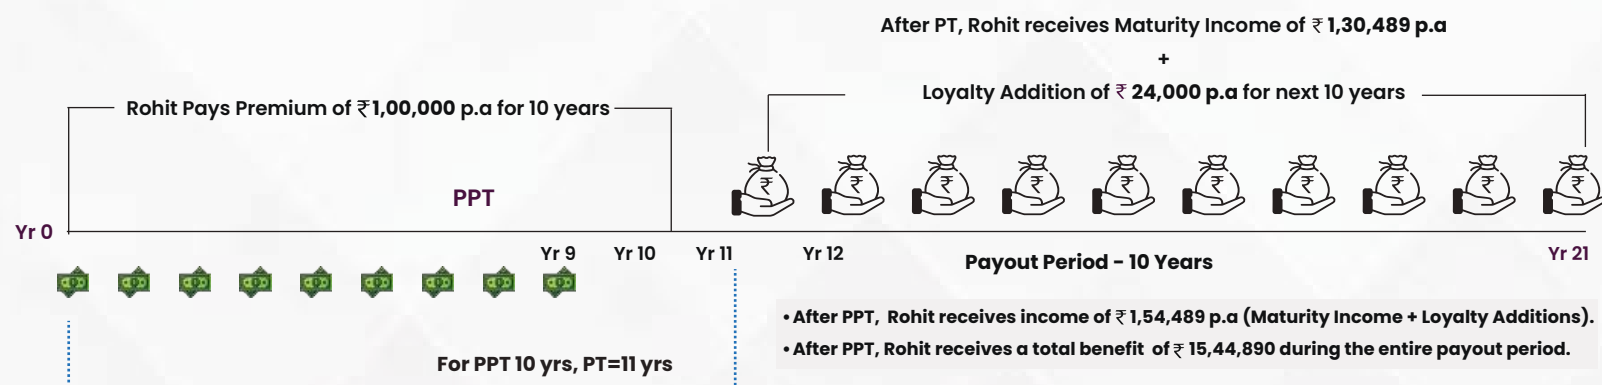 After PT, Rohit receives Maturity Income of ₹ 1,30,489 p.a
+
Loyalty Addition of ₹ 24,000 p.a for next 10 years
Rohit Pays Premium of ₹1,00,000 p.a for 10 years
₹ ₹ ₹ ₹ ₹ ₹ ₹ ₹ ₹ ₹
PPT
Yr 0
Yr 9 Yr 10 Yr 11 Yr 12 Yr 21
Payout Period - 10 Years
• After PPT, Rohit receives income of ₹ 1,54,489 p.a (Maturity Income + Loyalty Additions).
• After PPT, Rohit receives a total benefit of ₹ 15,44,890 during the entire payout period.
For PPT 10 yrs, PT=11 yrs